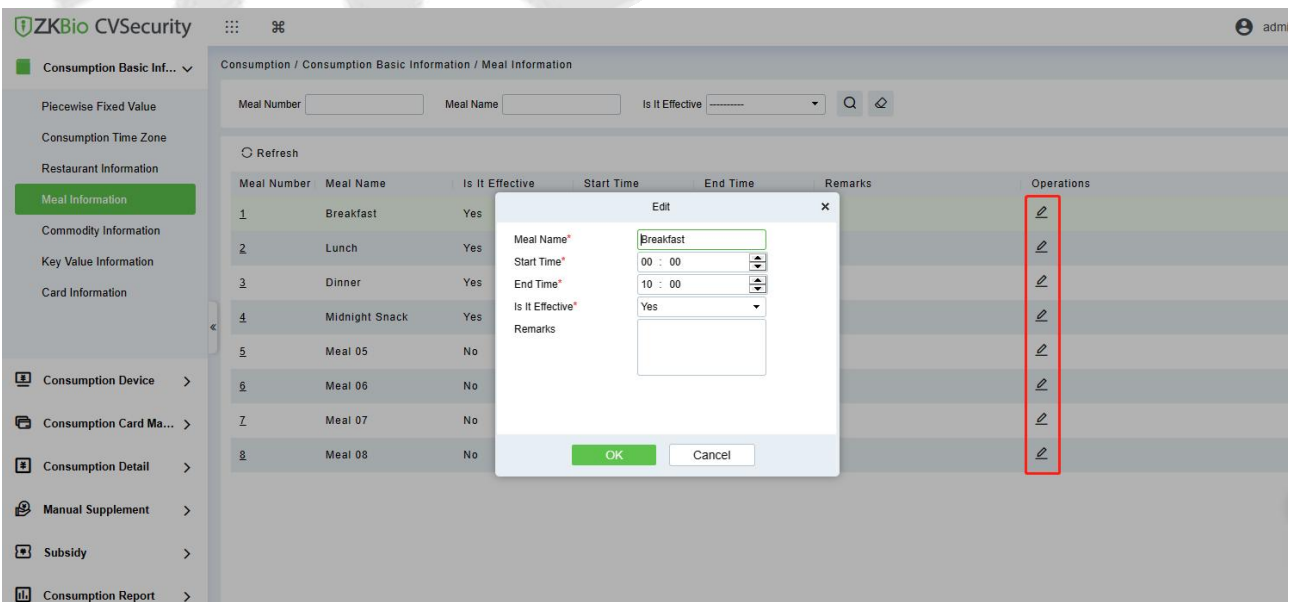 ZKBio CVSecurity
admi
Consumption Basic Inf...
Piecewise Fixed Value
Consumption Time Zone
Restaurant Information
Meal Information
Commodity Information
Key Value Information
Card Information
Consumption Device
Consumption Card Ma...
Consumption Detail
Manual Supplement
Subsidy
Consumption Report
Consumption / Consumption Basic Information / Meal Information
Meal Number Meal Name Is It Effective ----------
Refresh
Meal Number Meal Name Is It Effective Start Time End Time Remarks Operations
1 Breakfast Yes
2 Lunch Yes
3 Dinner Yes
4 Midnight Snack Yes
5 Meal 05 No
6 Meal 06 No
7 Meal 07 No
8 Meal 08 No
Edit
Meal Name* Breakfast
Start Time* 00 : 00
End Time* 10 : 00
Is It Effective* Yes
Remarks
OK Cancel